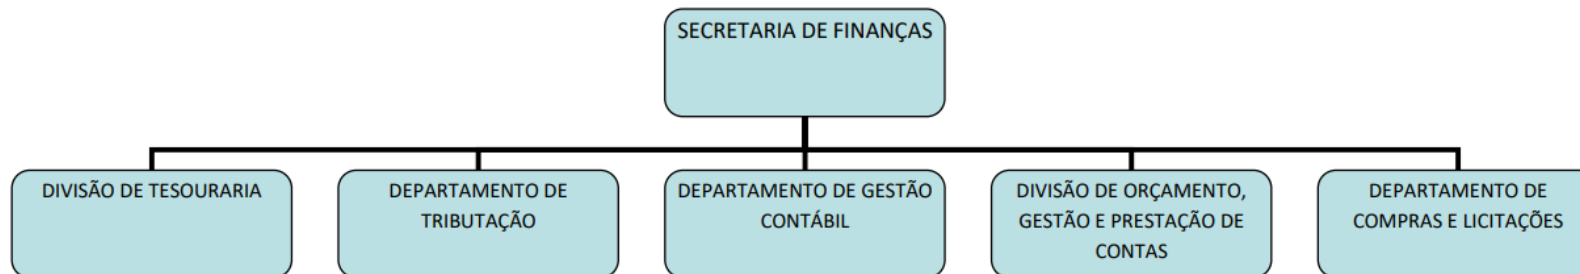 SECRETARIA DE FINANÇAS
DIVISÃO DE TESOURARIA
DEPARTAMENTO DE
TRIBUTAÇÃO
DEPARTAMENTO DE GESTÃO
CONTÁBIL
DIVISÃO DE ORÇAMENTO,
GESTÃO E PRESTAÇÃO DE
CONTAS
DEPARTAMENTO DE
COMPRAS E LICITAÇÕES